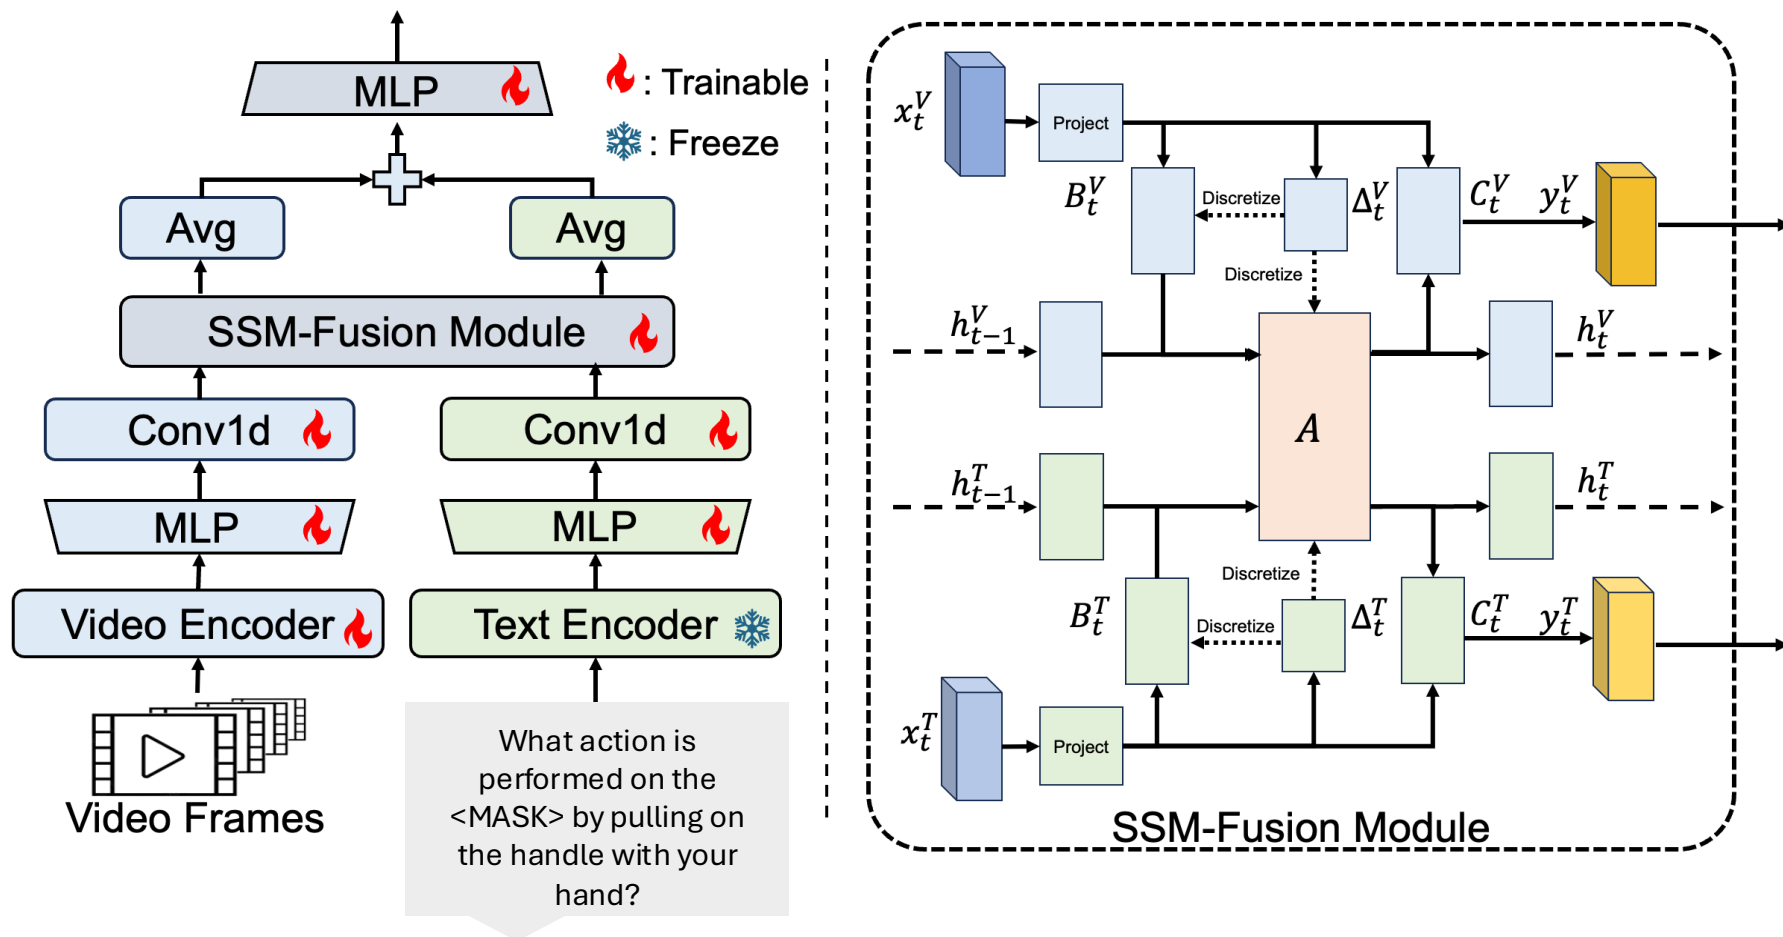 MLP
: Trainable
: Freeze
Avg
Avg
SSM-Fusion Module
Conv1d
Conv1d
MLP
MLP
Video Encoder
Text Encoder
Video Frames
What action is
performed on the
<MASK> by pulling on
the handle with your
hand?
x_t^V
Project
B_t^V
Discretize
Δ_t^V
C_t^V
y_t^V
Discretize
h_{t-1}^V
h_t^V
A
h_{t-1}^T
h_t^T
Discretize
B_t^T
Discretize
Δ_t^T
C_t^T
y_t^T
x_t^T
Project
SSM-Fusion Module